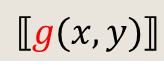 ⟦g(x, y)⟧